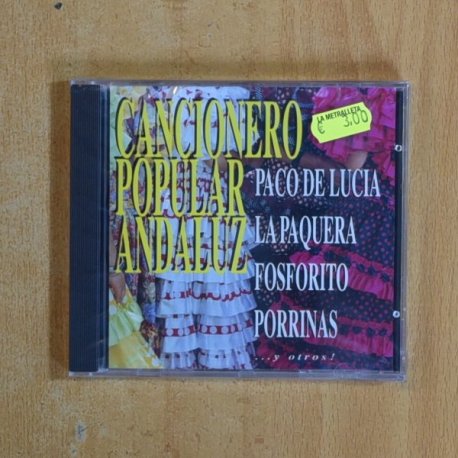 CANCIONERO
POPULAR
ANDALUZ
LA METRALLETA
€ 3,00
PACO DE LUCIA
LA PAQUERA
FOSFORITO
PORRINAS
...y otros!